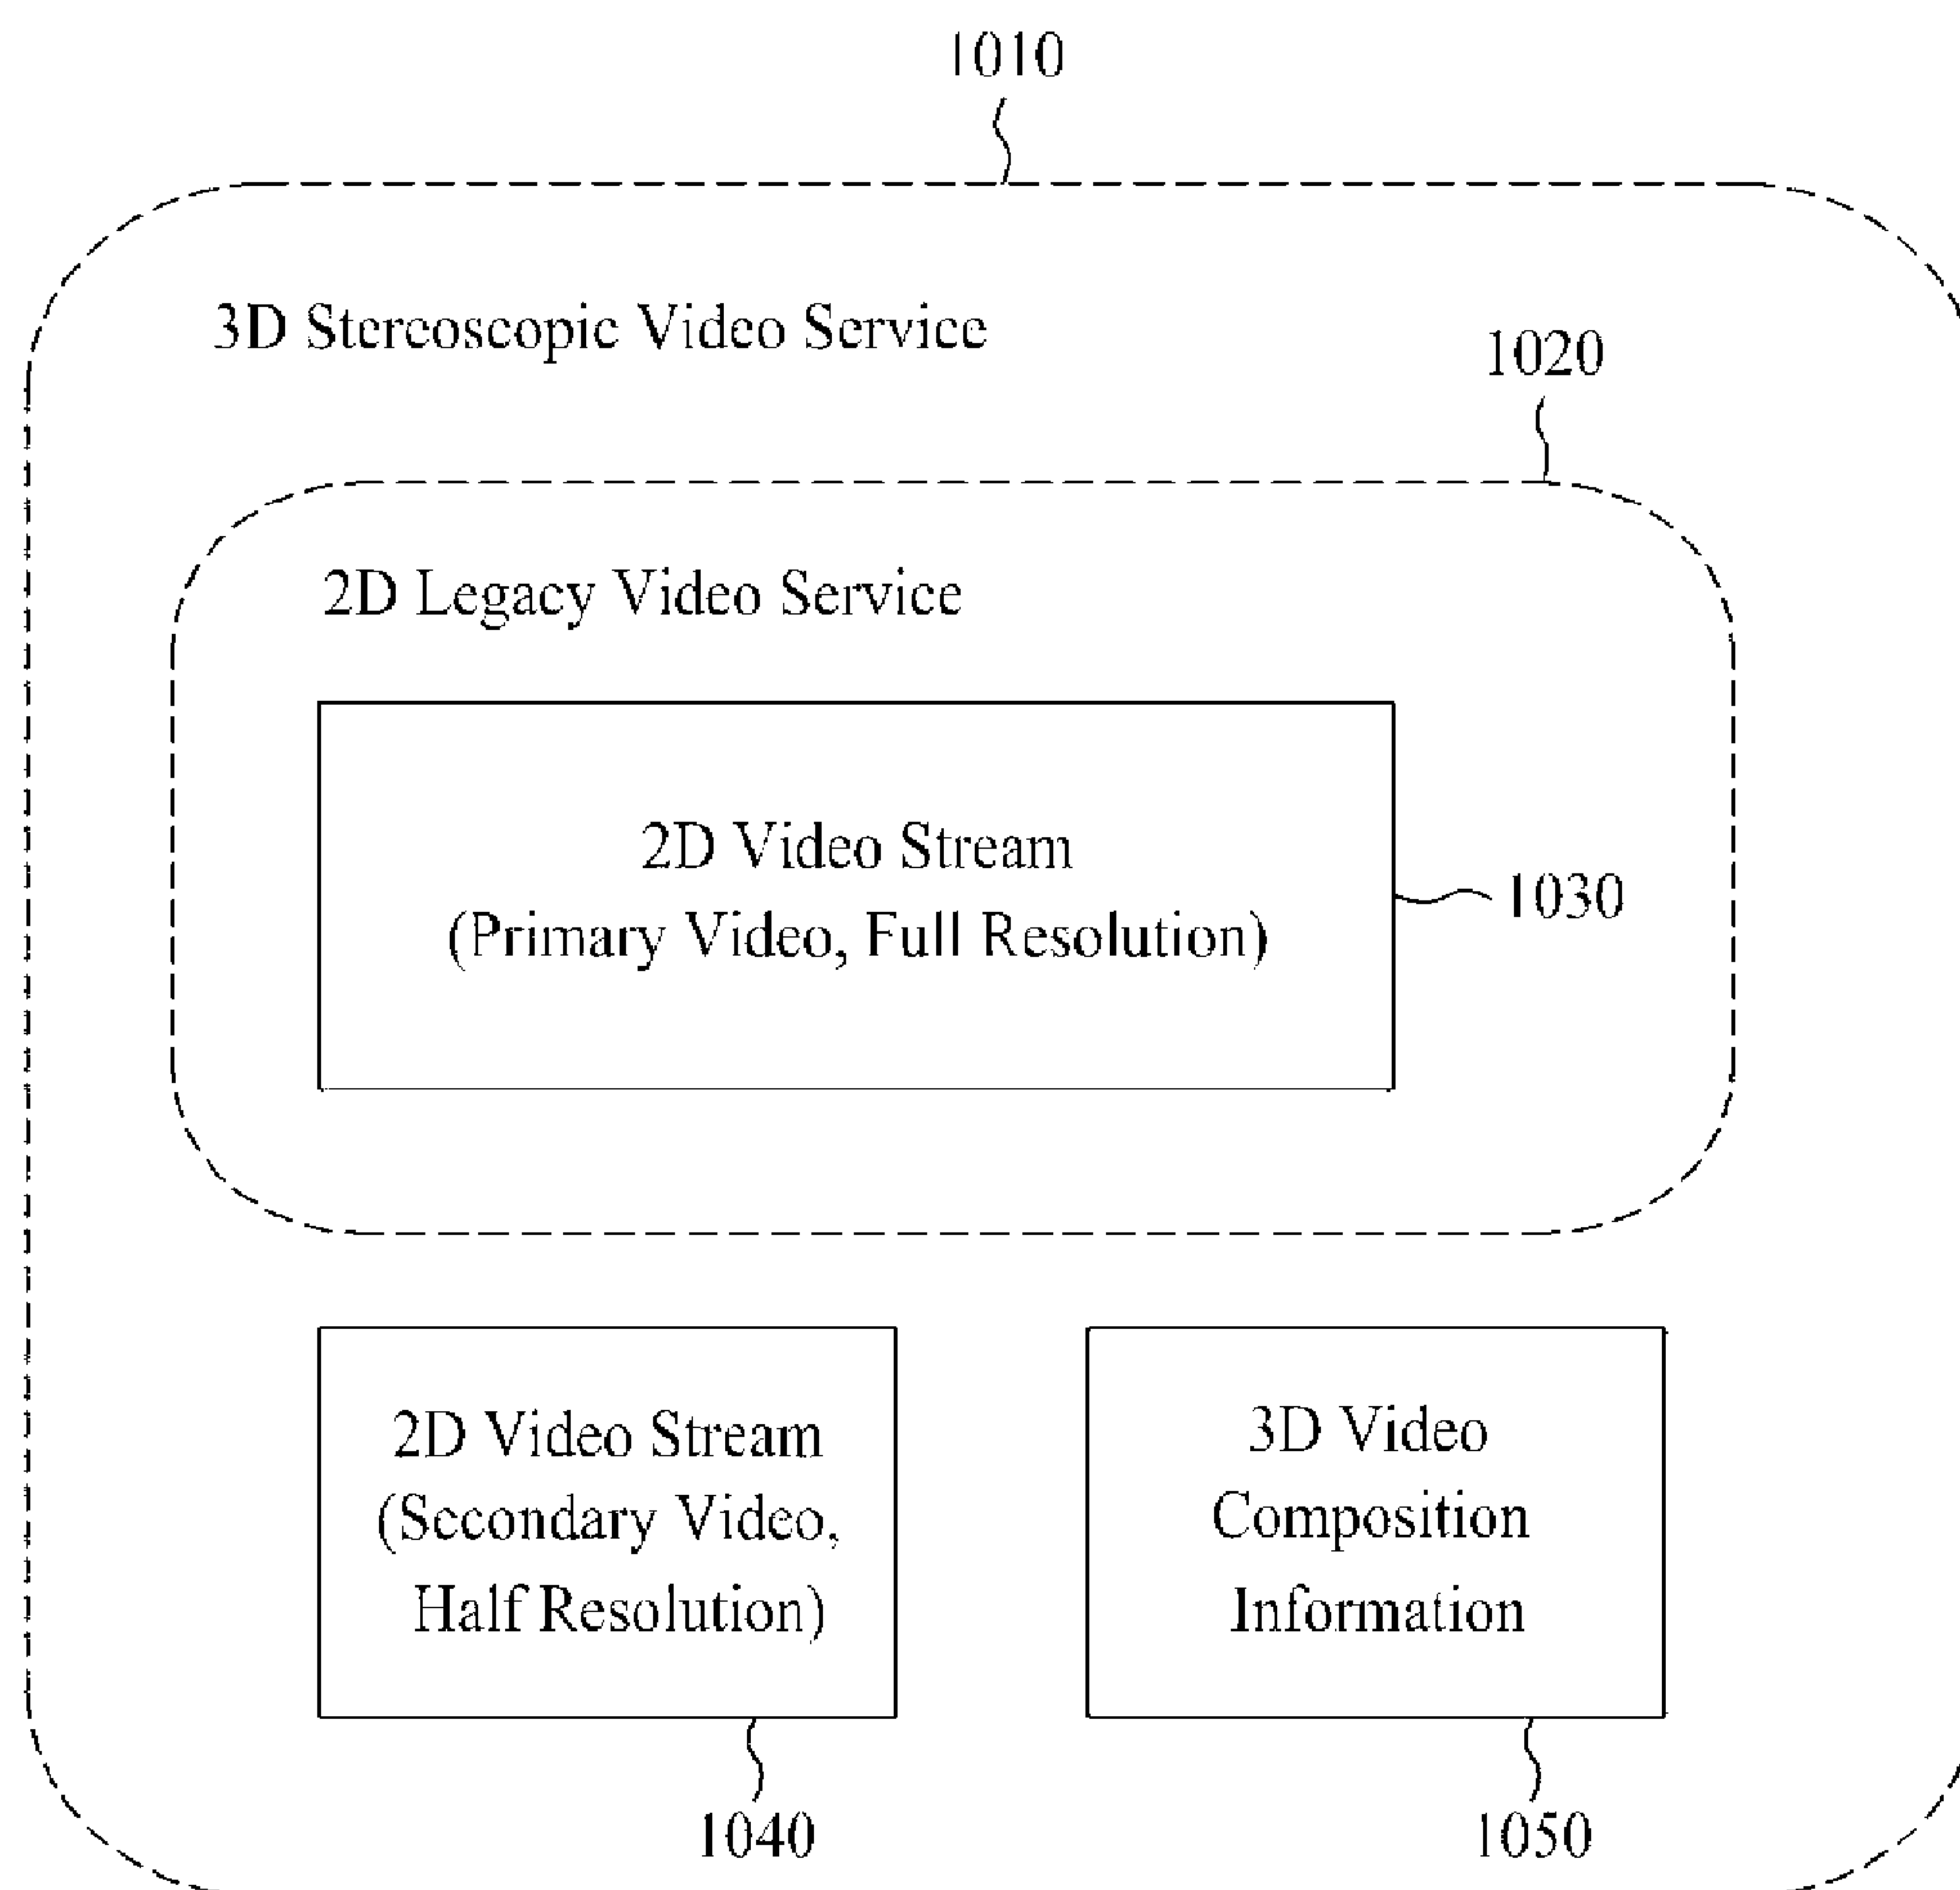 1010
3D Stereoscopic Video Service
1020
2D Legacy Video Service
2D Video Stream
(Primary Video, Full Resolution)
1030
2D Video Stream
(Secondary Video,
Half Resolution)
3D Video
Composition
Information
1040
1050